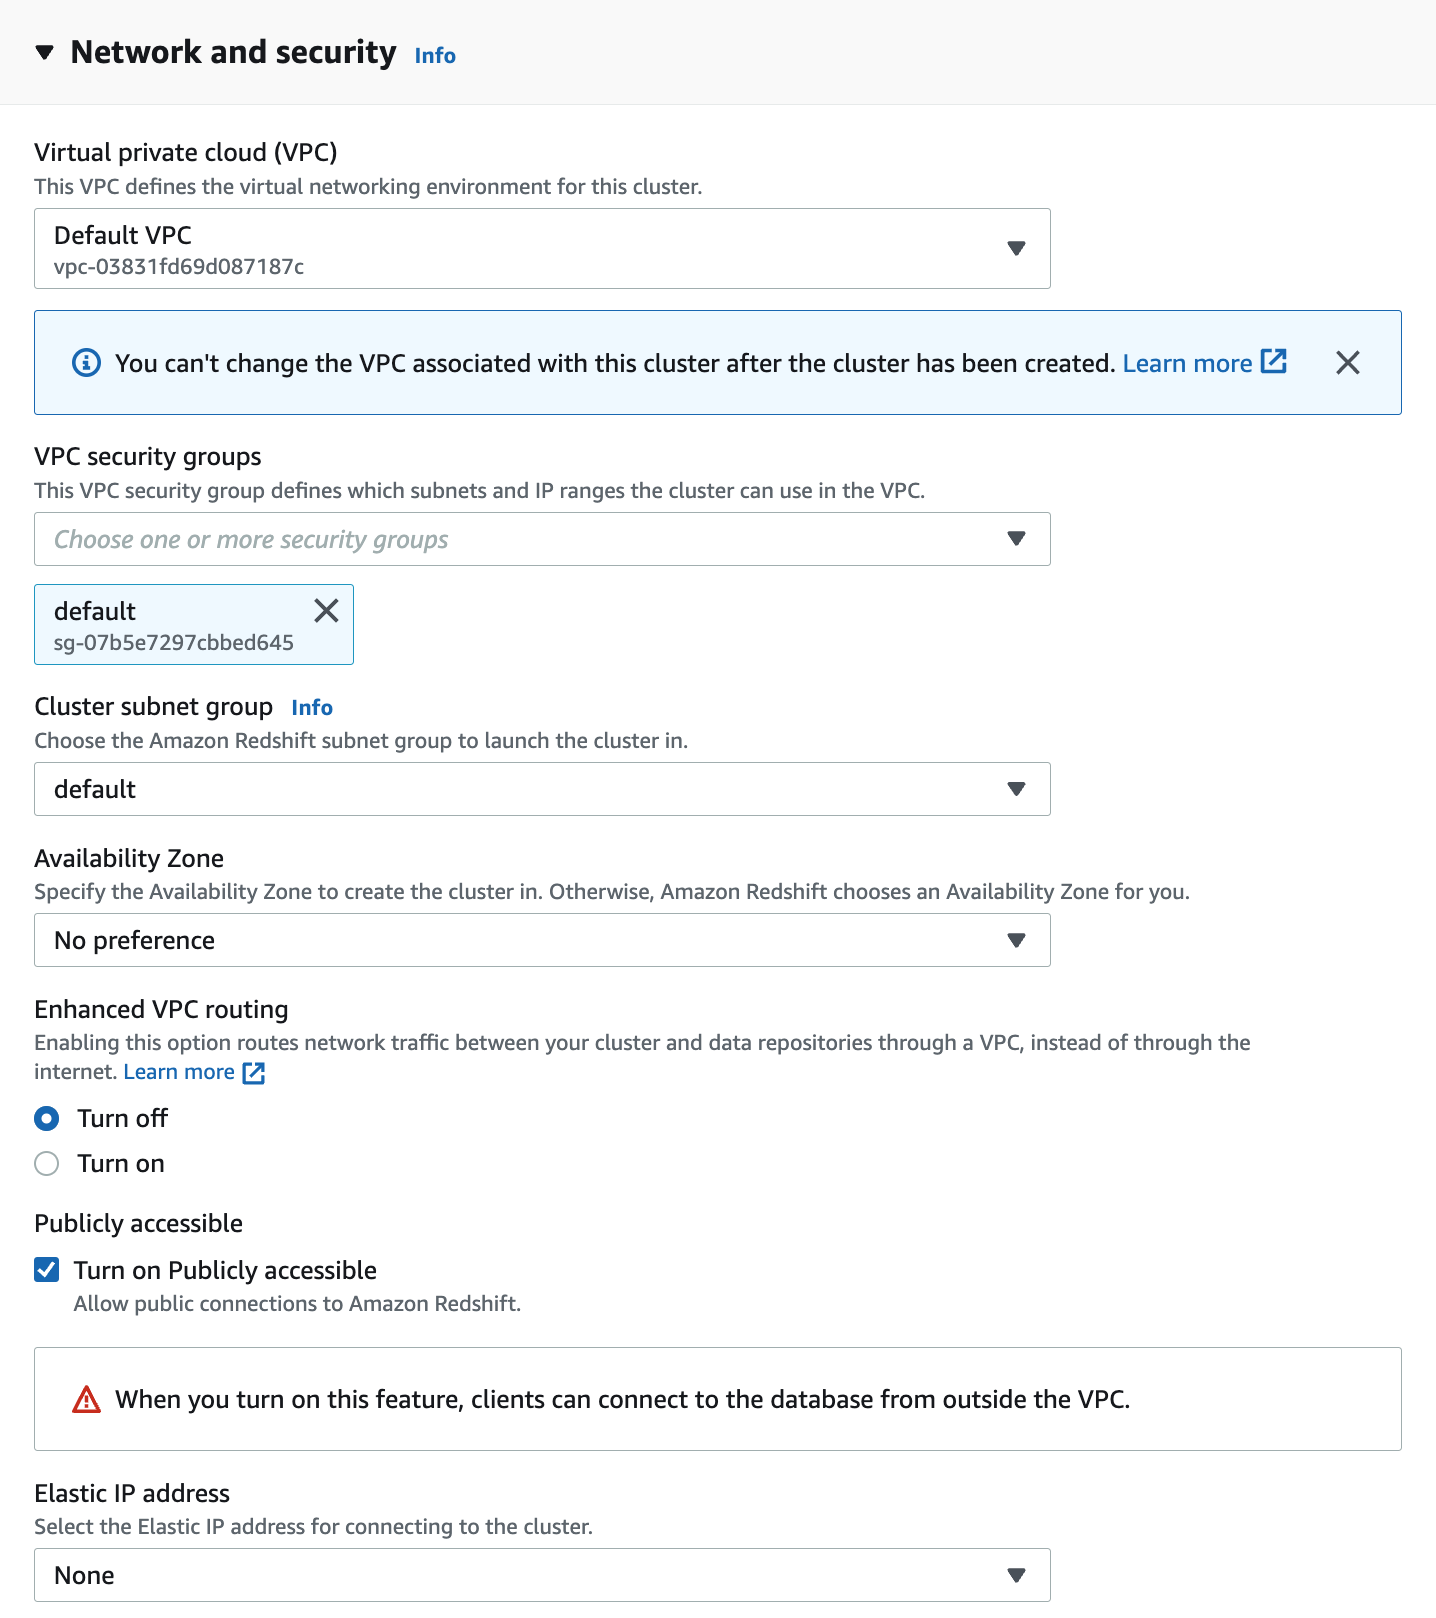 Network and security Info
Virtual private cloud (VPC)
This VPC defines the virtual networking environment for this cluster.
Default VPC
vpc-03831fd69d087187c
You can't change the VPC associated with this cluster after the cluster has been created. Learn more
VPC security groups
This VPC security group defines which subnets and IP ranges the cluster can use in the VPC.
Choose one or more security groups
default
sg-07b5e7297cbbed645
Cluster subnet group Info
Choose the Amazon Redshift subnet group to launch the cluster in.
default
Availability Zone
Specify the Availability Zone to create the cluster in. Otherwise, Amazon Redshift chooses an Availability Zone for you.
No preference
Enhanced VPC routing
Enabling this option routes network traffic between your cluster and data repositories through a VPC, instead of through the
internet. Learn more
Turn off
Turn on
Publicly accessible
Turn on Publicly accessible
Allow public connections to Amazon Redshift.
When you turn on this feature, clients can connect to the database from outside the VPC.
Elastic IP address
Select the Elastic IP address for connecting to the cluster.
None